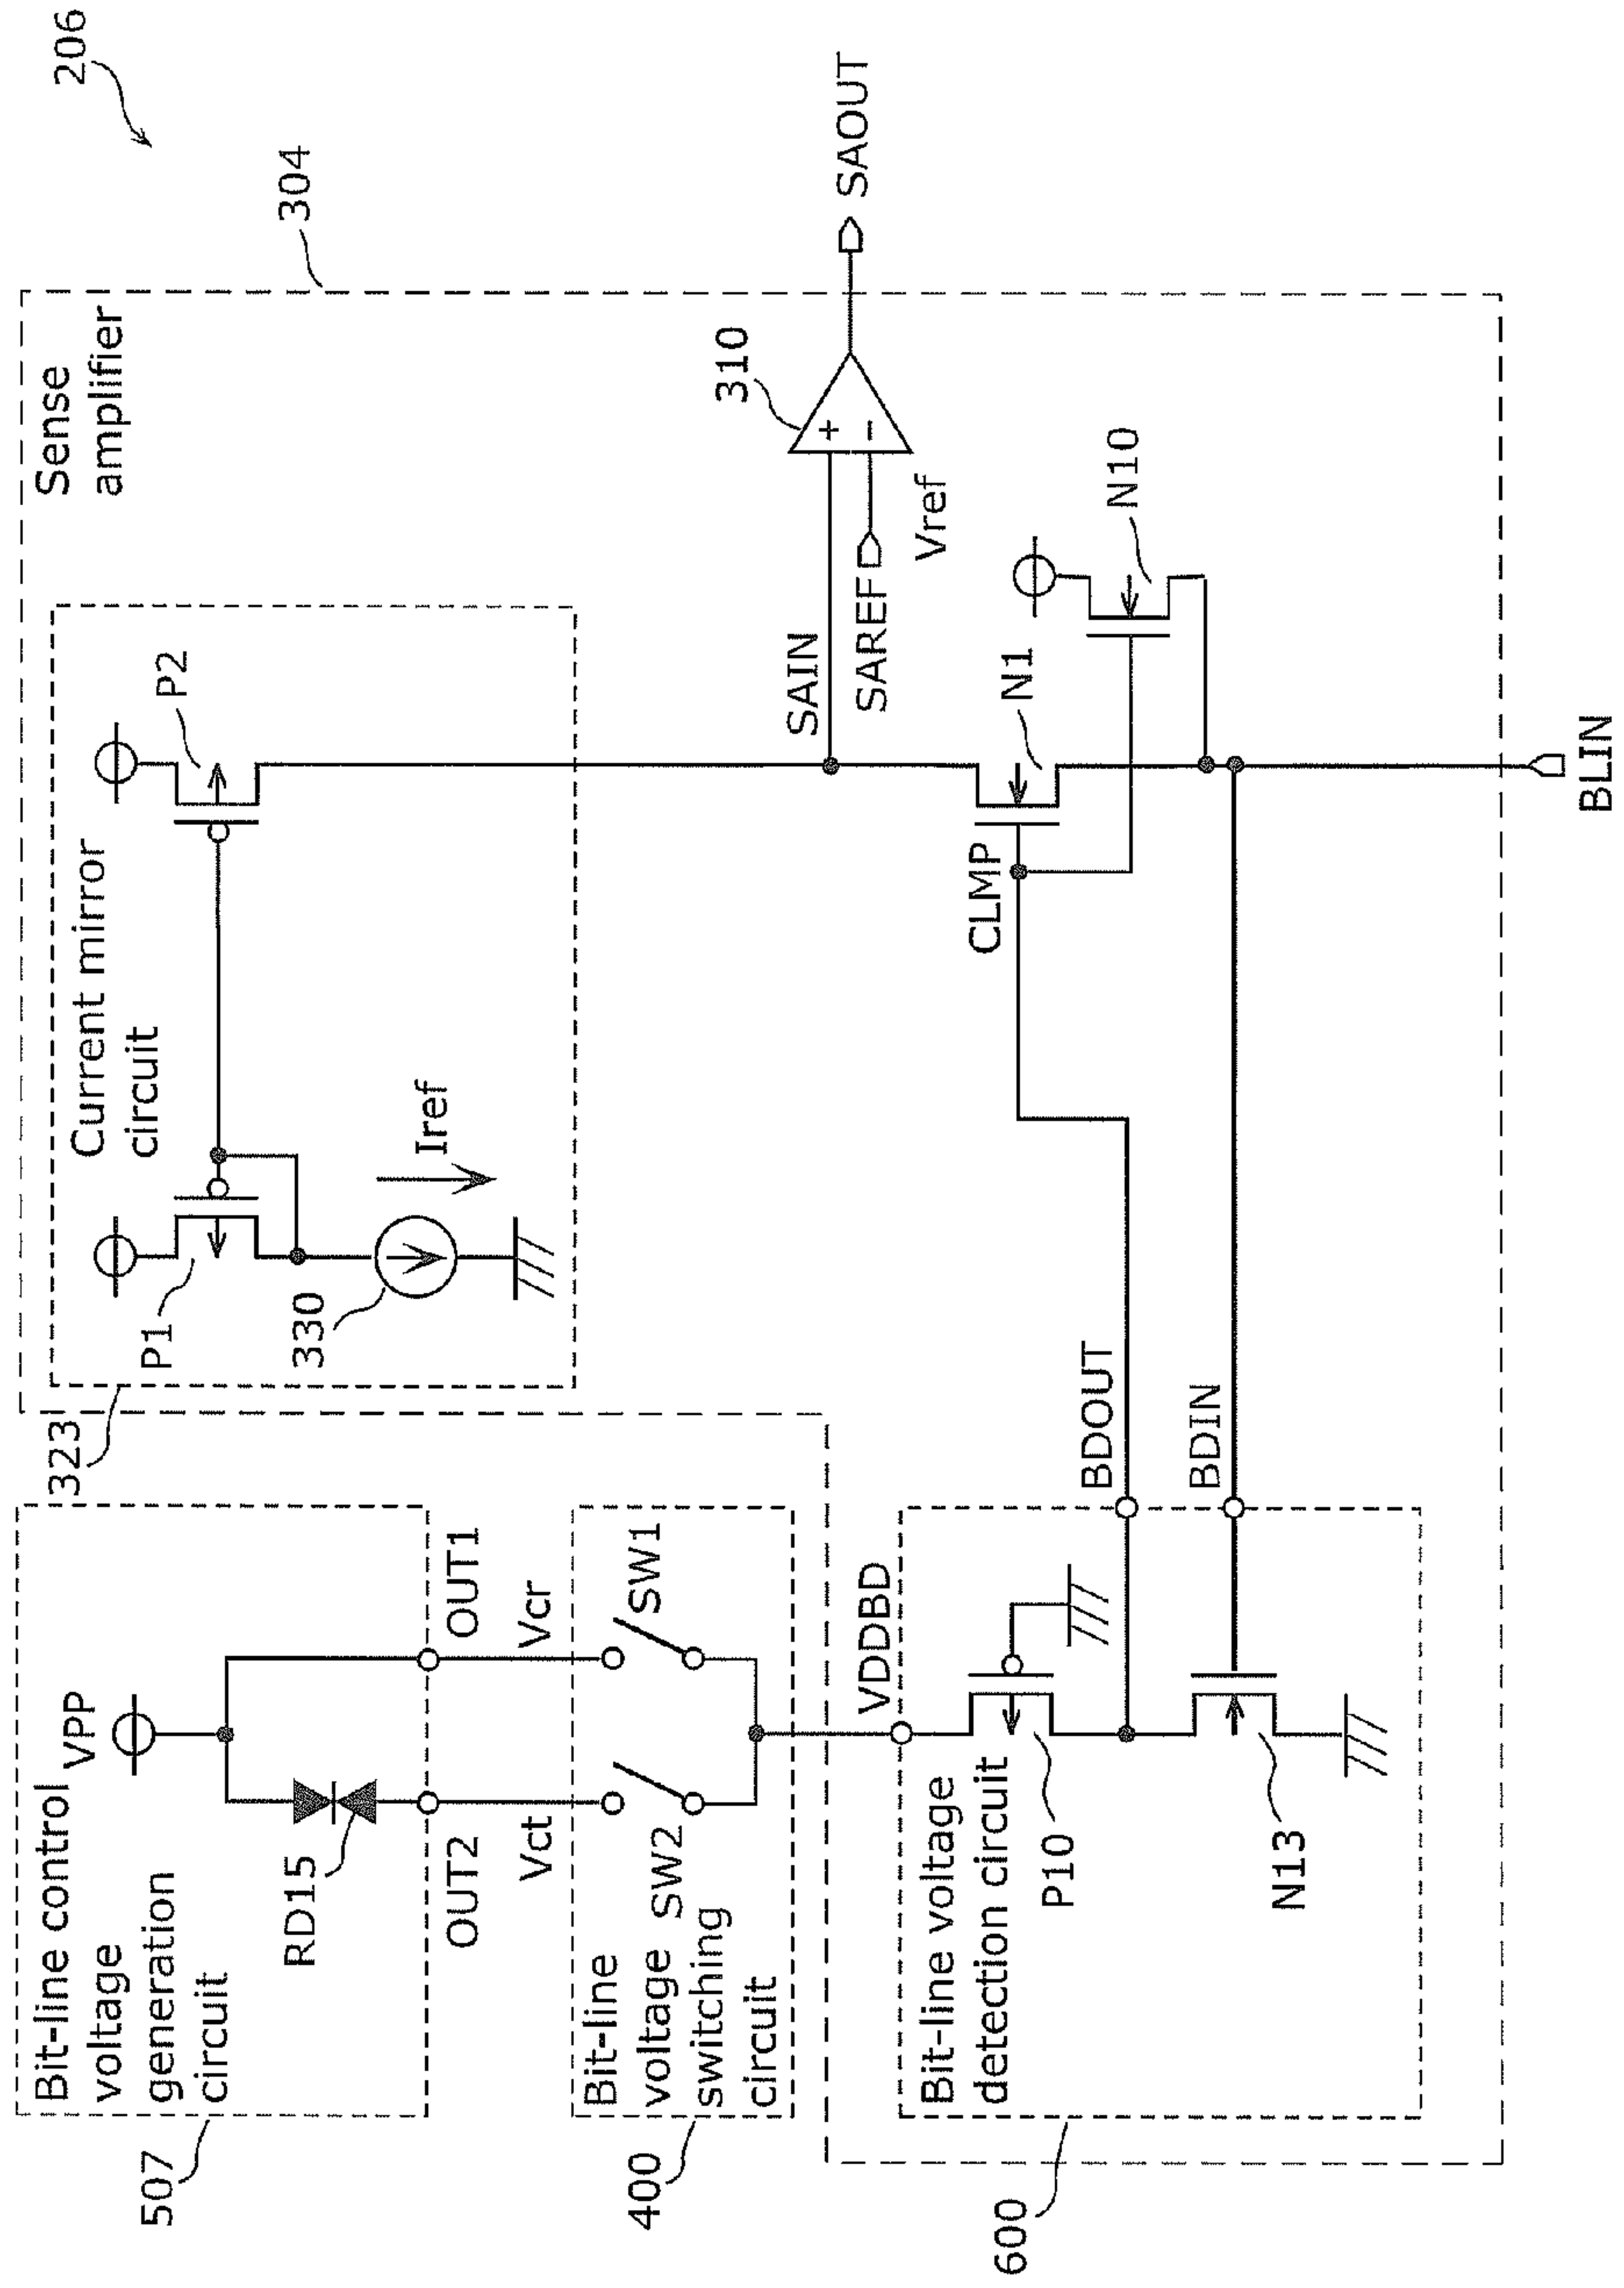 206
304
Sense
amplifier
Current mirror
circuit
P1
P2
330
Iref
323
310
+
−
SAIN
SAREF
Vref
SAOUT
CLMP
N1
N10
BLIN
Bit-line control
voltage
generation
circuit
VPP
RD15
OUT1
OUT2
Vcr
Vct
507
Bit-line
voltage
switching
circuit
SW1
SW2
400
VDDBD
Bit-line voltage
detection circuit
P10
N13
BDOUT
BDIN
600